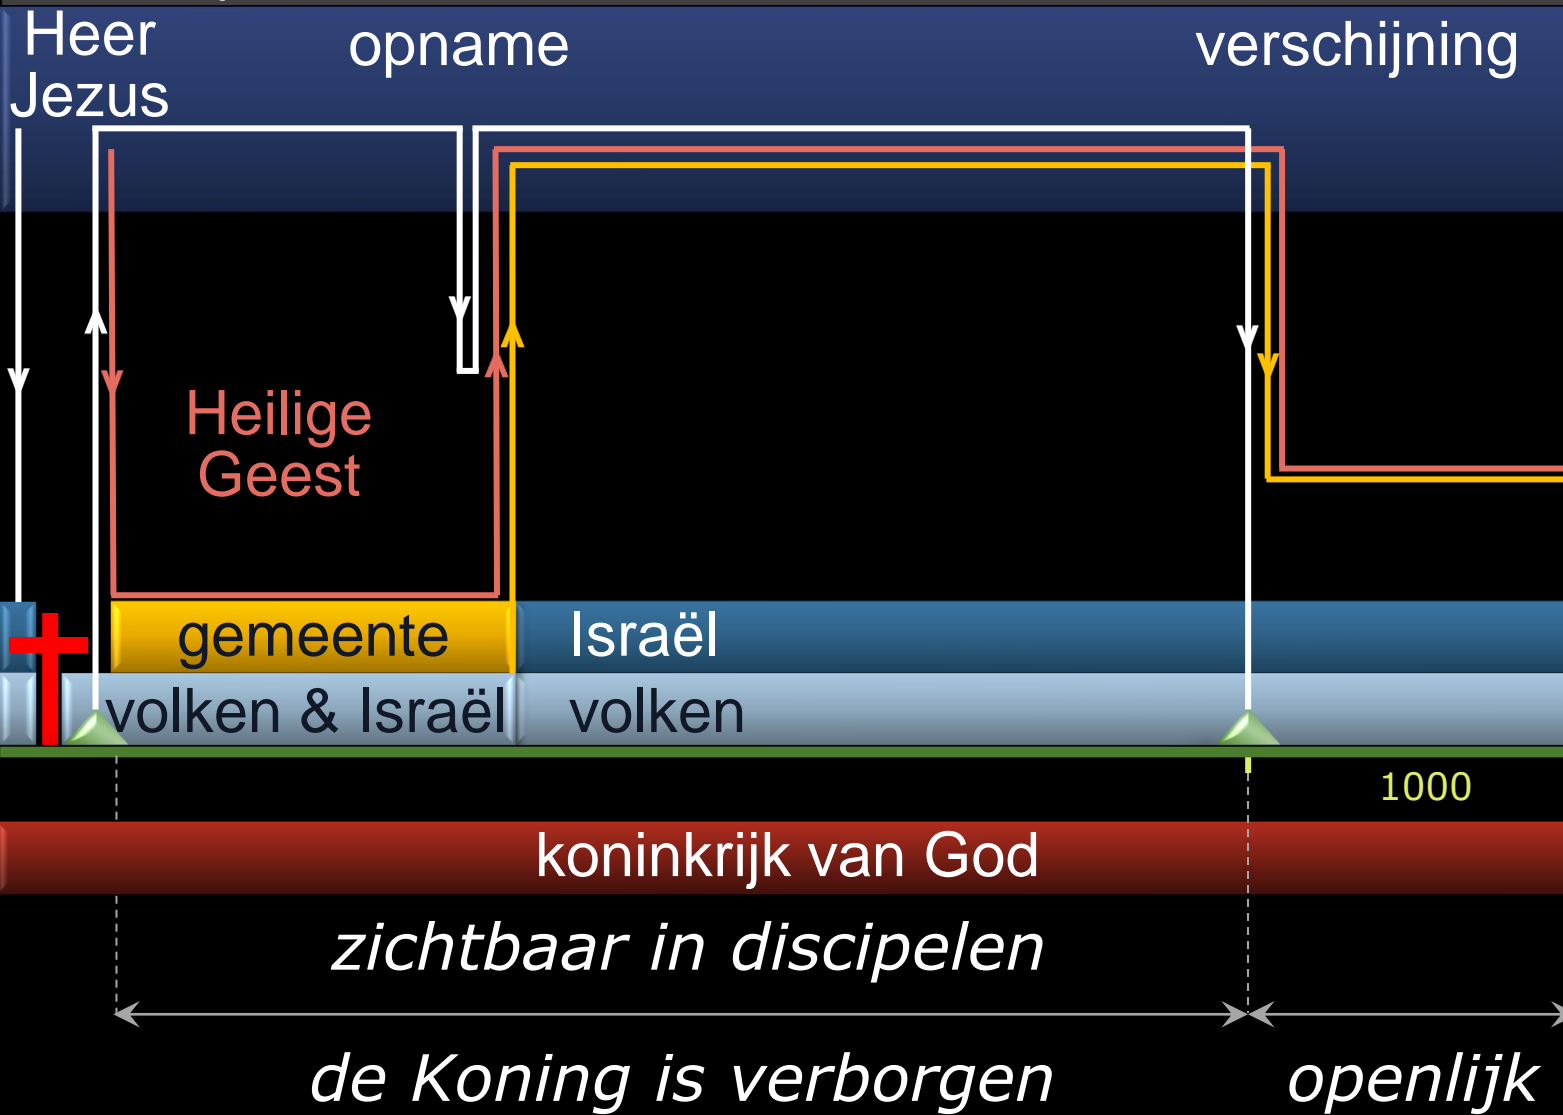 Heer
Jezus
opname
verschijning
Heilige
Geest
gemeente
Israël
volken & Israël
volken
1000
koninkrijk van God
zichtbaar in discipelen
de Koning is verborgen
openlijk